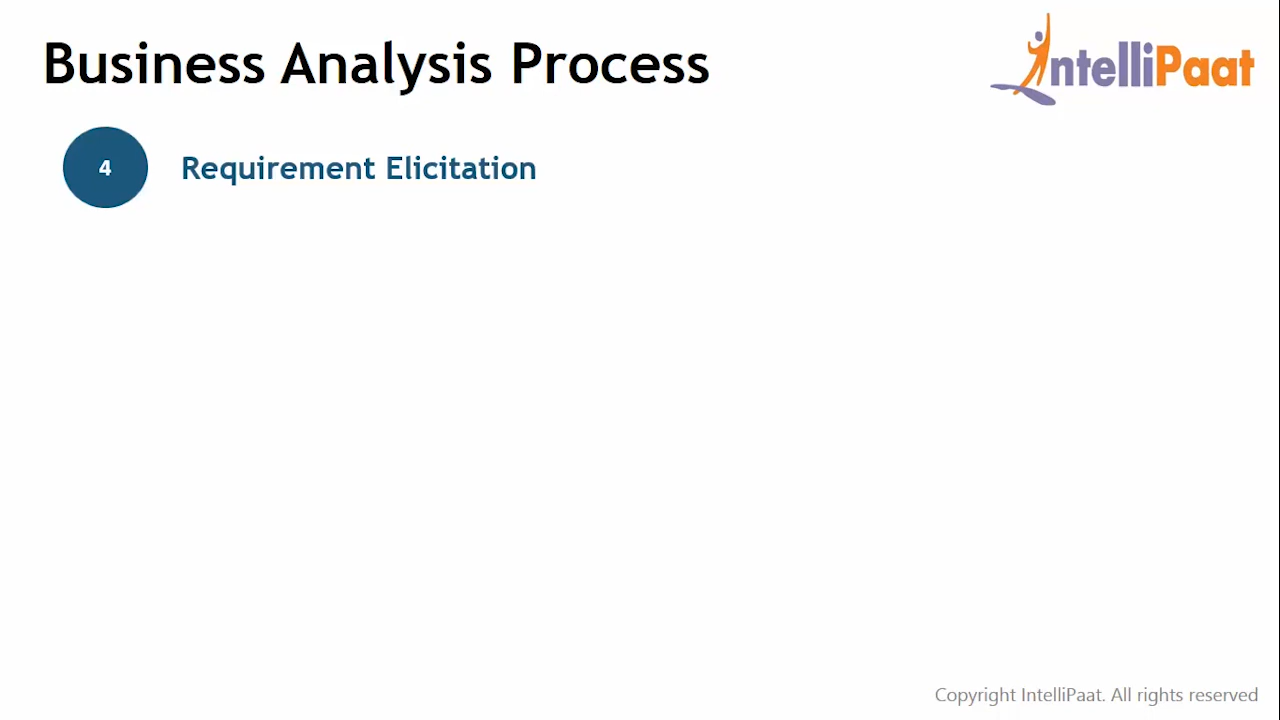 Business Analysis Process
IntelliPaat
4
Requirement Elicitation
Copyright IntelliPaat. All rights reserved